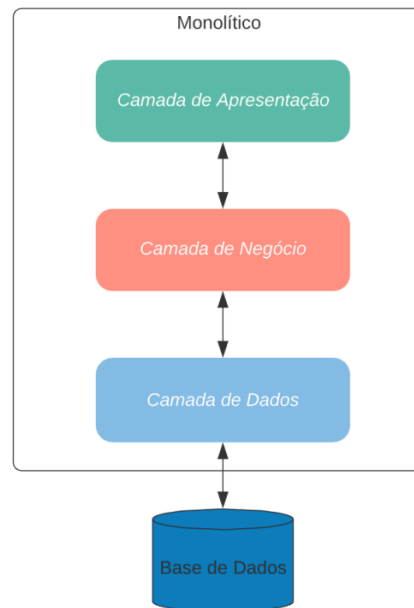 Monolítico
Camada de Apresentação
Camada de Negócio
Camada de Dados
Base de Dados